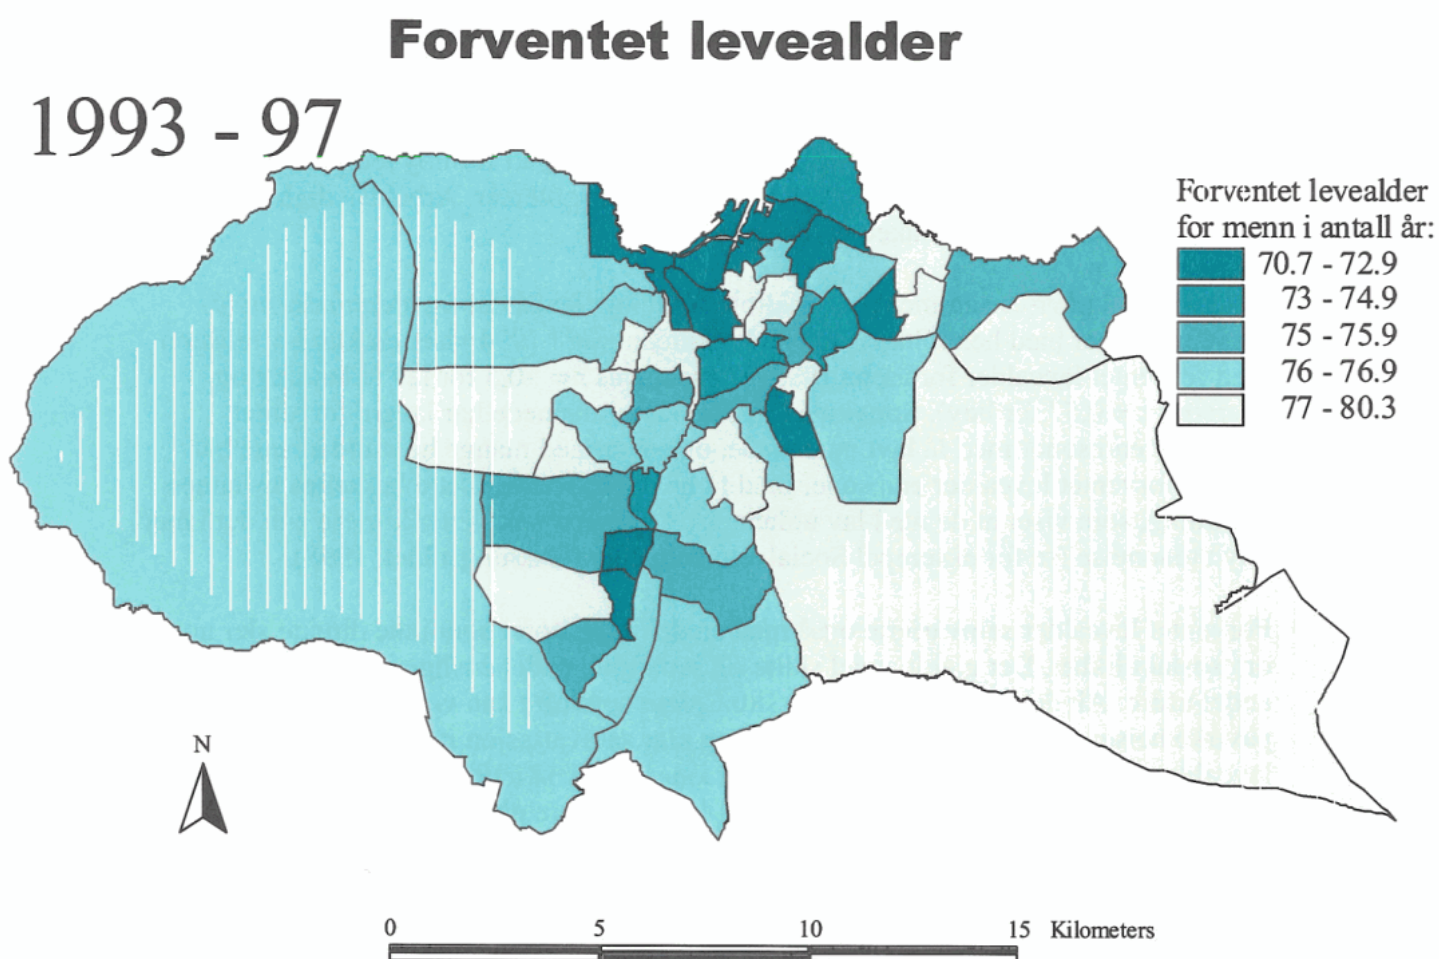 Forventet levealder
1993 - 97
Forventet levealder
for menn i antall år:
70.7 - 72.9
73 - 74.9
75 - 75.9
76 - 76.9
77 - 80.3
N
0 5 10 15 Kilometers